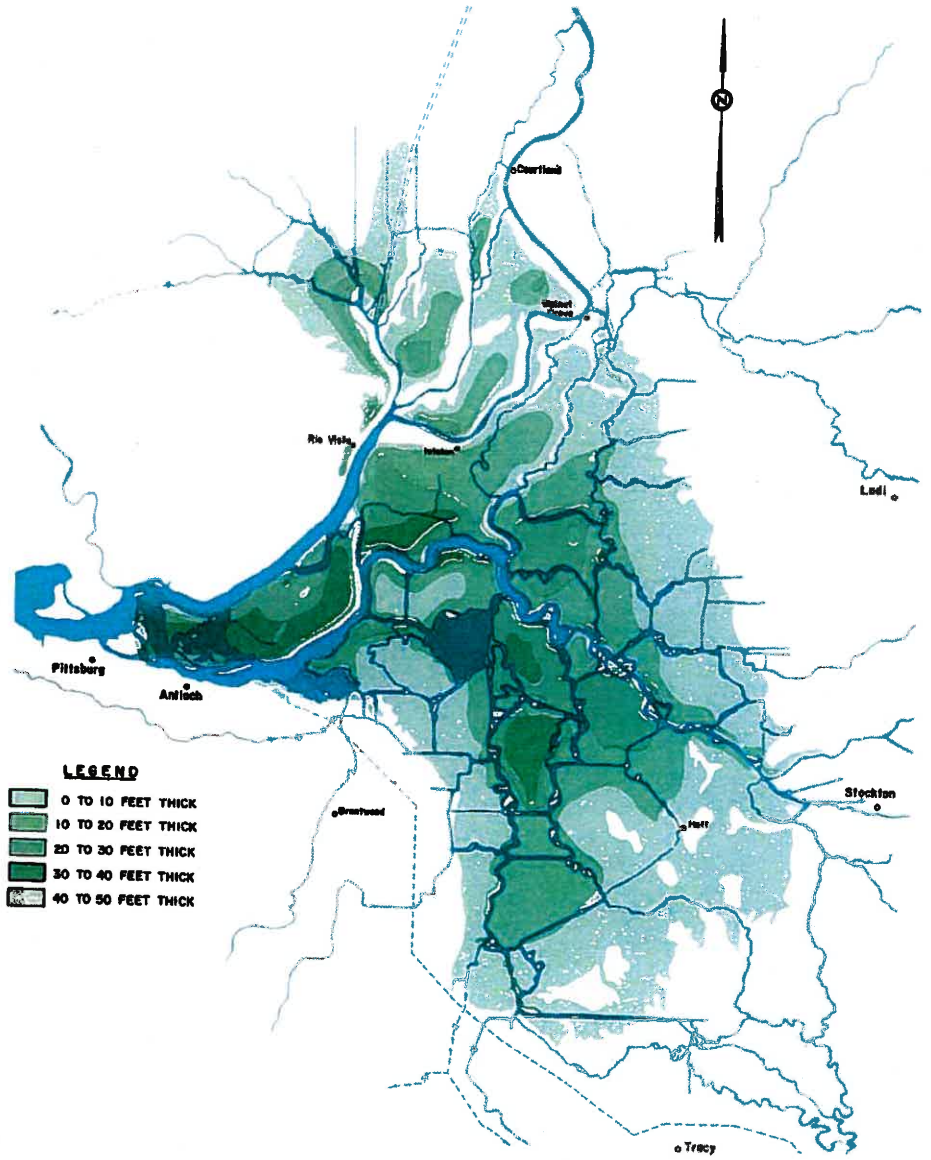 N
Courtland
Walnut
Grove
Rio Vista
Isleton
Lodi
Pittsburg
Antioch
LEGEND
0 TO 10 FEET THICK
10 TO 20 FEET THICK
20 TO 30 FEET THICK
30 TO 40 FEET THICK
40 TO 50 FEET THICK
Brentwood
Stockton
Holt
Tracy